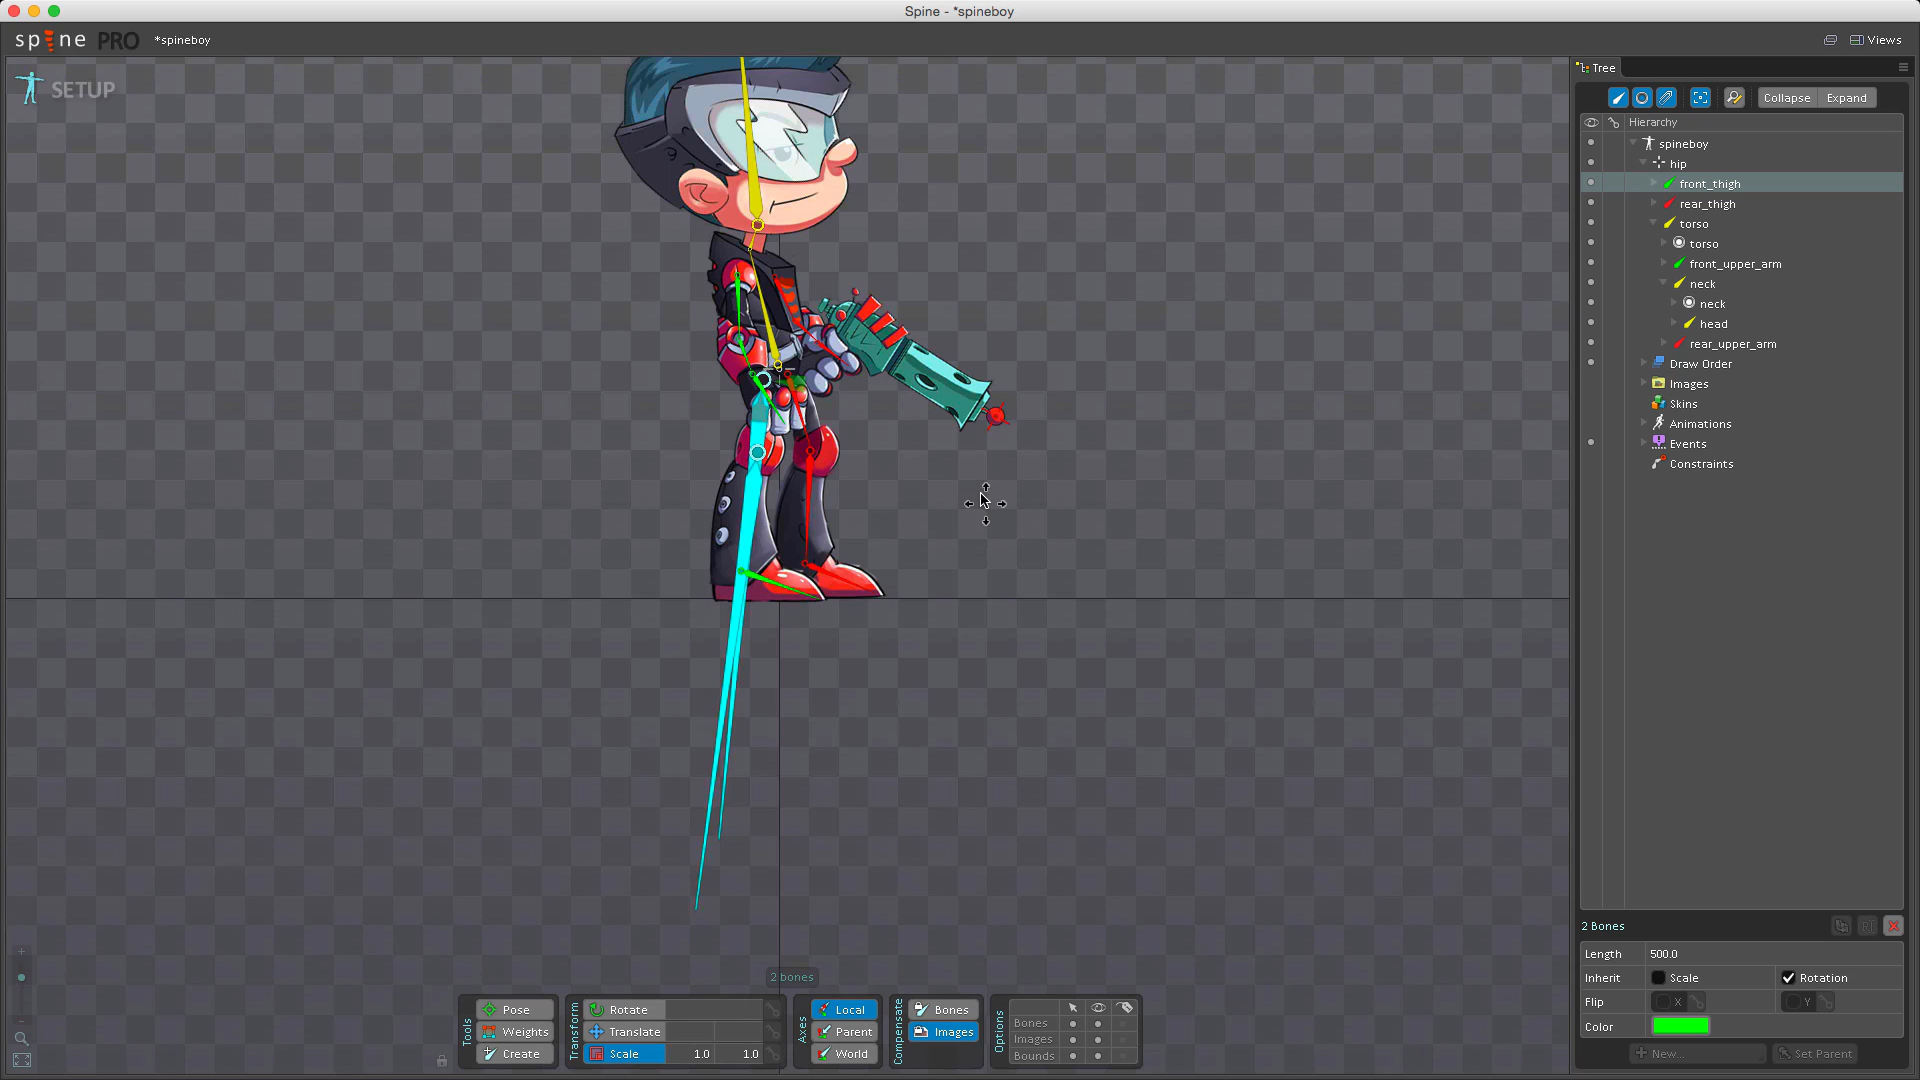 Spine - *spineboy
spine PRO *spineboy Views
SETUP
Tree
Collapse Expand
Hierarchy
spineboy
hip
front_thigh
rear_thigh
torso
torso
front_upper_arm
neck
neck
head
rear_upper_arm
Draw Order
Images
Skins
Animations
Events
Constraints
2 Bones
Length 500.0
Inherit Scale Rotation
Flip X Y
Color
New... Set Parent
2 bones
Tools
Pose
Weights
Create
Transform
Rotate
Translate
Scale 1.0 1.0
Axes
Local
Parent
World
Compensate
Bones
Images
Options
Bones
Images
Bounds